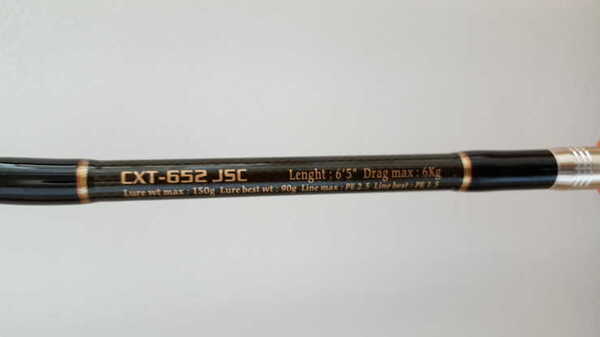 CXT-652 JSC Lenght : 6'5" Drag max : 6Kg
Lure wt max : 150g Lure best wt : 90g Line max : PE 2.5 Line best : PE 1.5